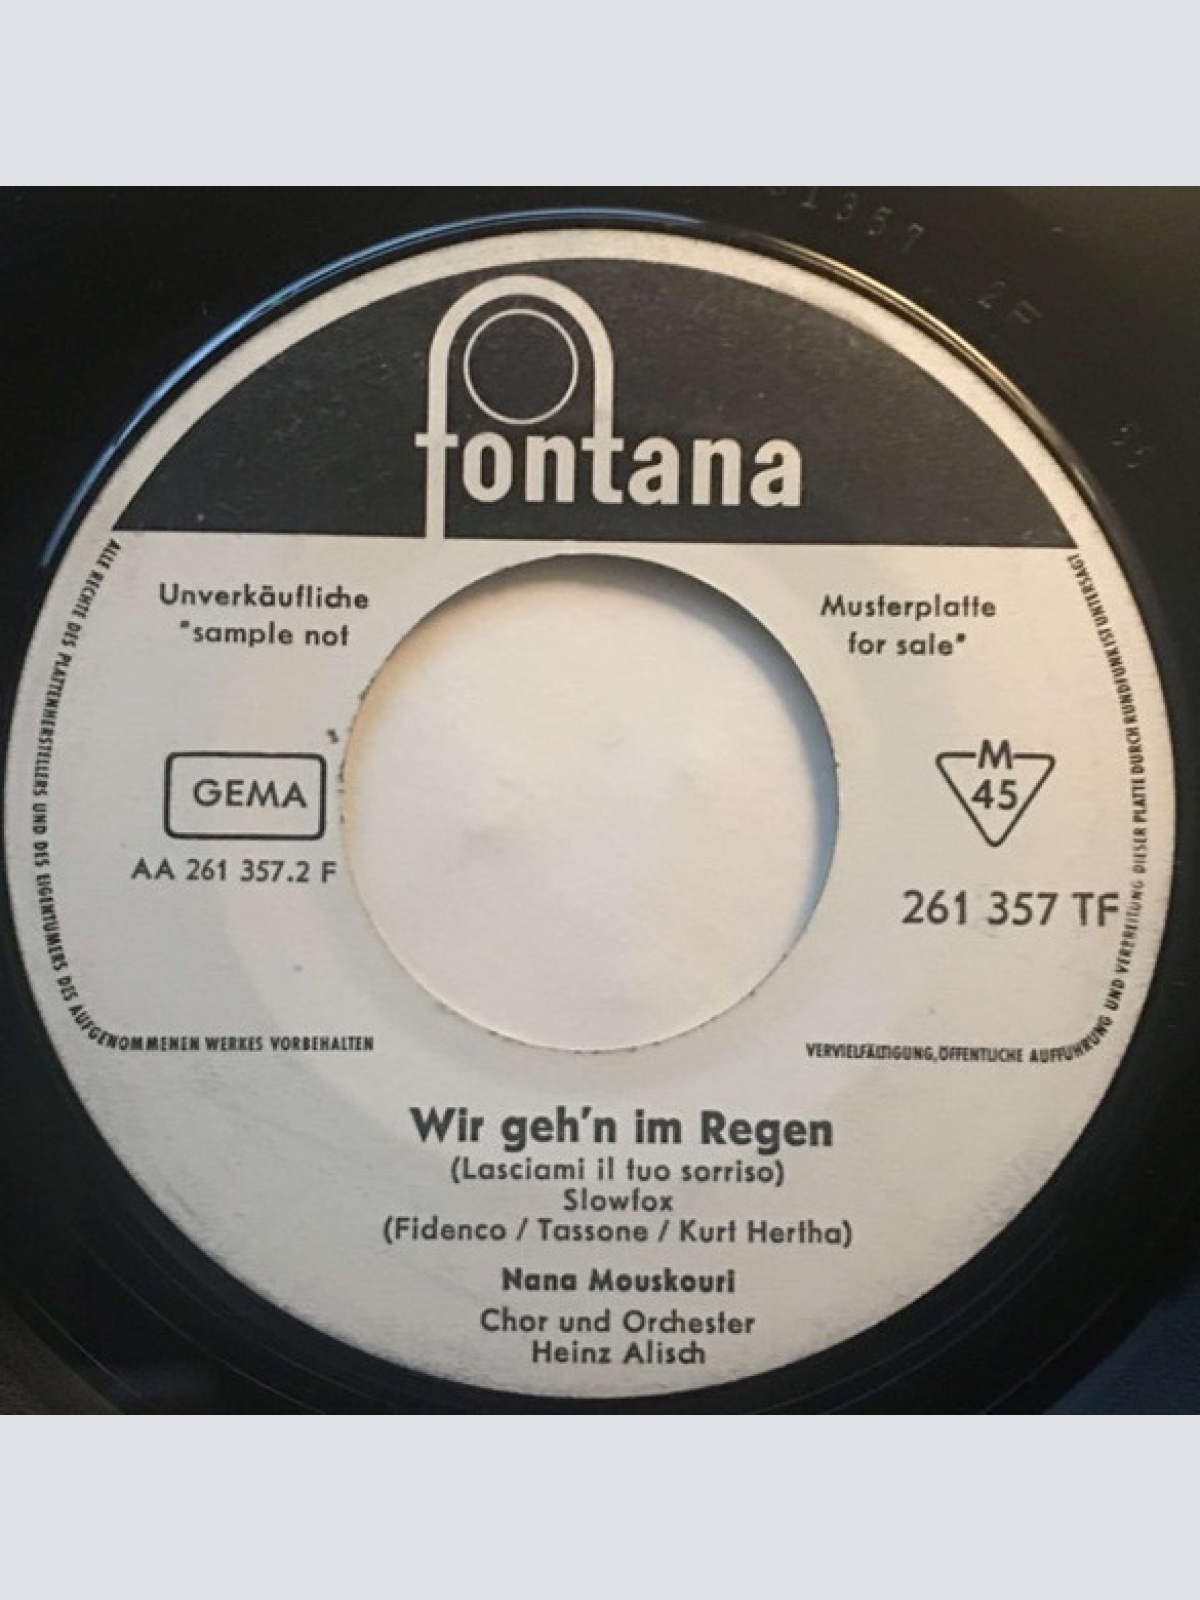 fontana
Unverkäufliche
"sample not
Musterplatte
for sale"
GEMA
M
45
AA 261 357.2 F
261 357 TF
ALLE RECHTE DES PLATTENHERSTELLERS UND DES EIGENTÜMERS DES AUFGENOMMENEN WERKES VORBEHALTEN
VERVIELFÄLTIGUNG, ÖFFENTLICHE AUFFÜHRUNG UND VERBREITUNG DIESER PLATTE DURCH RUNDFUNK IST UNTERSAGT
Wir geh'n im Regen
(Lasciami il tuo sorriso)
Slowfox
(Fidenco / Tassone / Kurt Hertha)
Nana Mouskouri
Chor und Orchester
Heinz Alisch